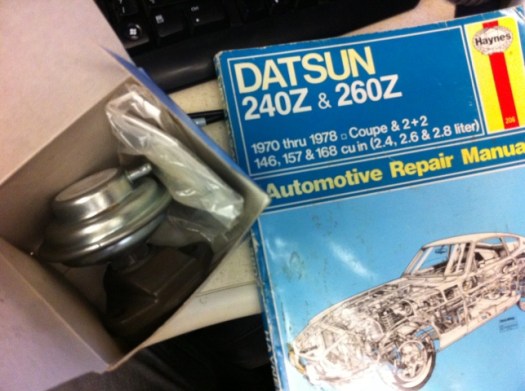 Haynes
DATSUN
240Z & 260Z
1970 thru 1978 □ Coupe & 2+2
146, 157 & 168 cu in (2.4, 2.6 & 2.8 liter)
Automotive Repair Manua